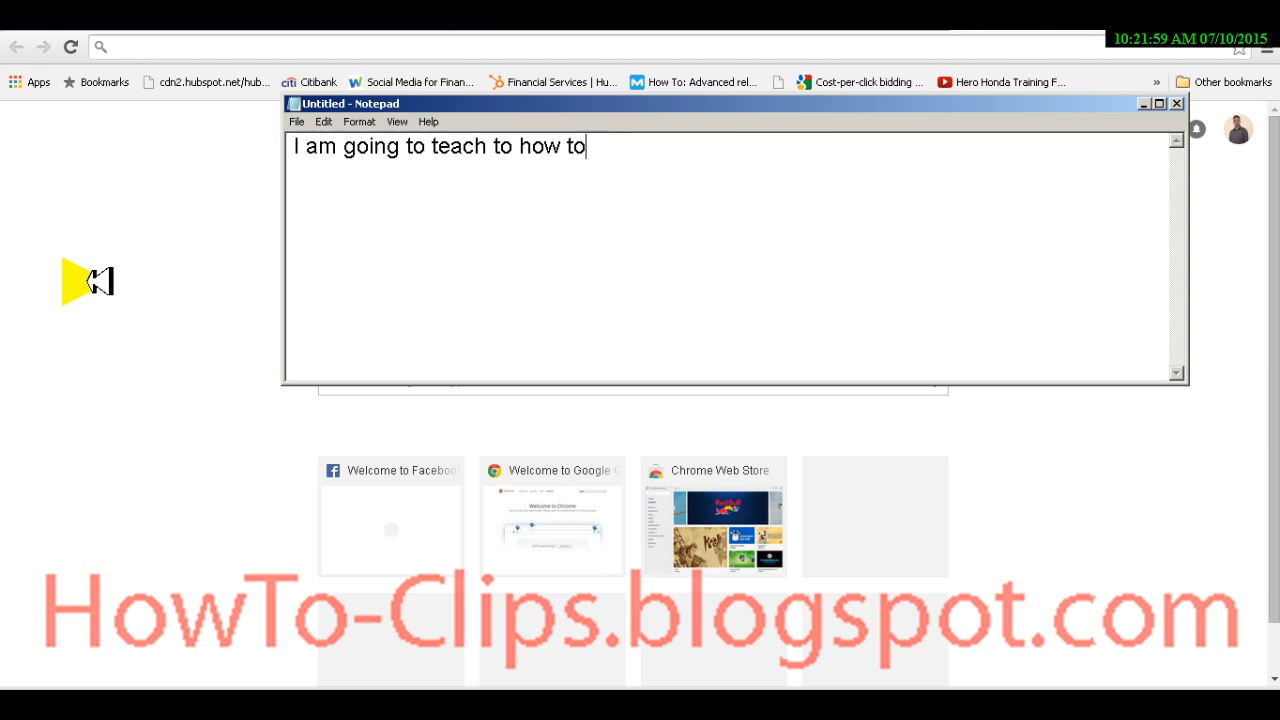 10:21:59 AM 07/10/2015
Apps Bookmarks cdn2.hubspot.net/hub... Citibank Social Media for Finan... Financial Services | Hu... How To: Advanced rel... Cost-per-click bidding ... Hero Honda Training F... » Other bookmarks
Untitled - Notepad
File Edit Format View Help
I am going to teach to how to
Welcome to Faceboo Welcome to Google Chrome Web Store
Welcome to Chrome
HowTo-Clips.blogspot.com